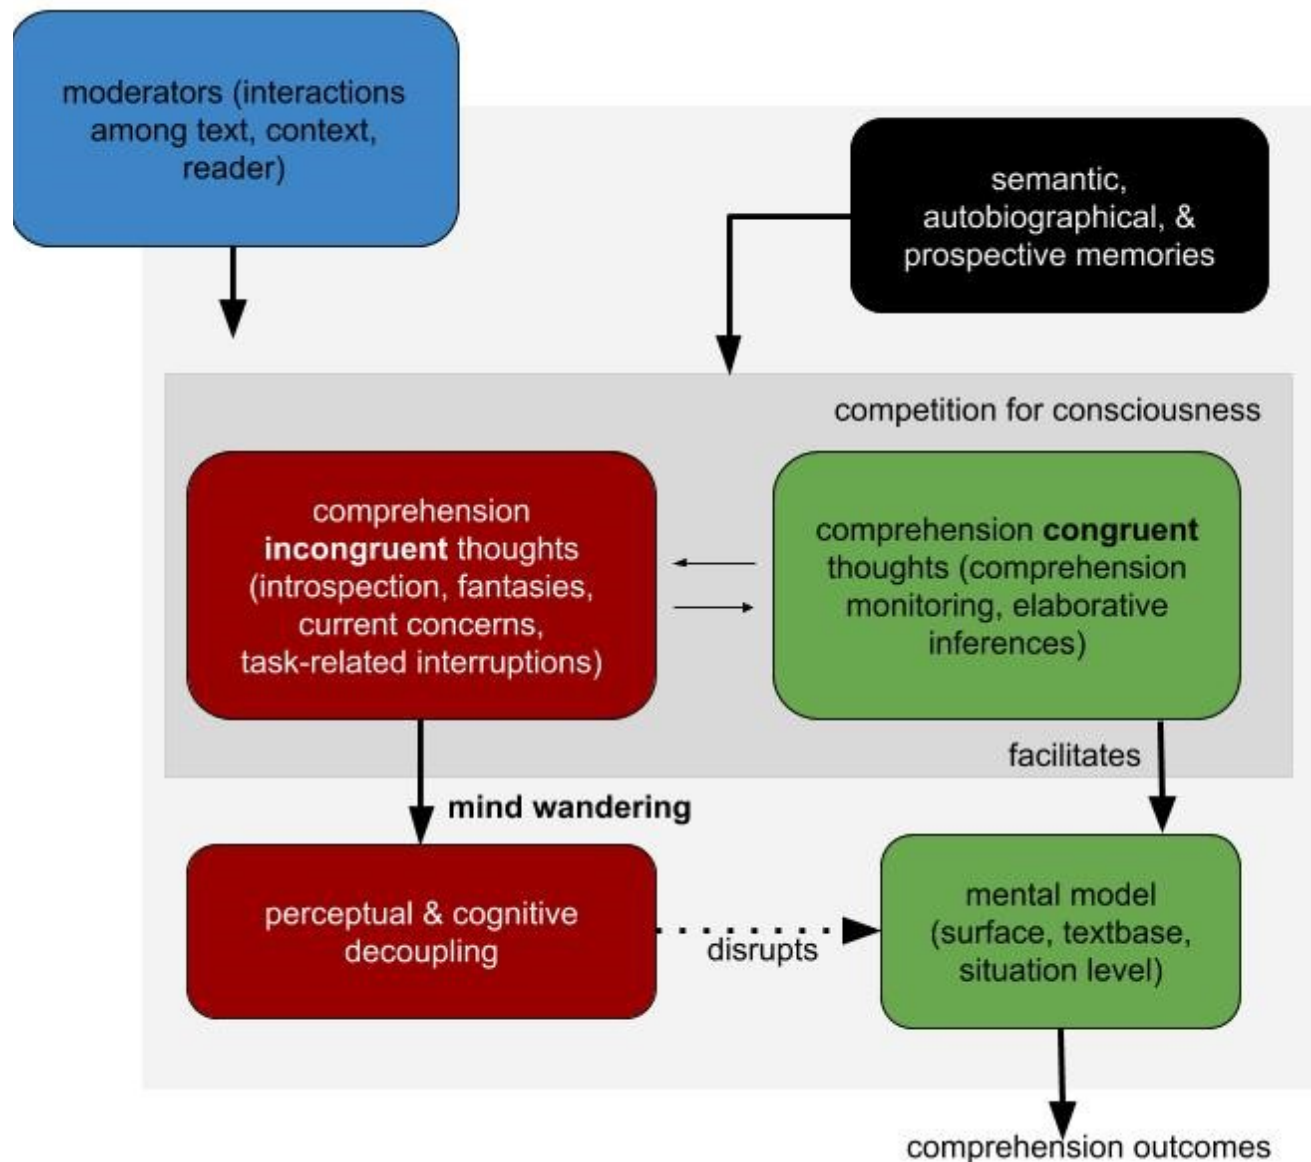 moderators (interactions
among text, context,
reader)
semantic,
autobiographical, &
prospective memories
competition for consciousness
comprehension
incongruent thoughts
(introspection, fantasies,
current concerns,
task-related interruptions)
comprehension congruent
thoughts (comprehension
monitoring, elaborative
inferences)
facilitates
mind wandering
perceptual & cognitive
decoupling
disrupts
mental model
(surface, textbase,
situation level)
comprehension outcomes